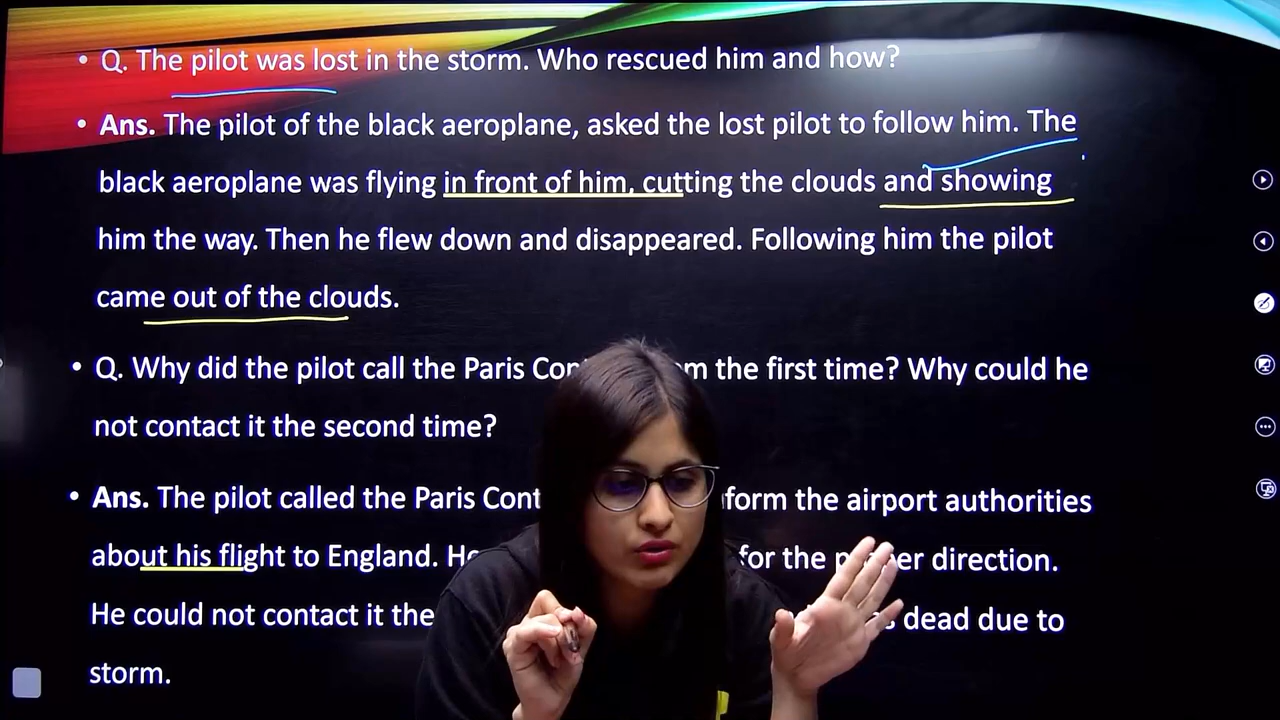 • Q. The pilot was lost in the storm. Who rescued him and how?
• Ans. The pilot of the black aeroplane, asked the lost pilot to follow him. The
black aeroplane was flying in front of him, cutting the clouds and showing
him the way. Then he flew down and disappeared. Following him the pilot
came out of the clouds.
• Q. Why did the pilot call the Paris the first time? Why could he
not contact it the second time?
• Ans. The pilot called the Paris the airport authorities
about his flight to England. for the direction.
He could not contact it the dead due to
storm.